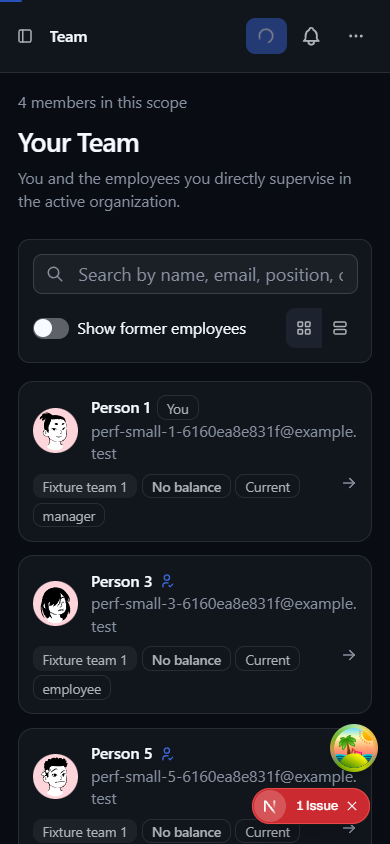 Team
4 members in this scope
Your Team
You and the employees you directly supervise in
the active organization.
Search by name, email, position, c
Show former employees
Person 1 You
perf-small-1-6160ea8e831f@example.
test
Fixture team 1 No balance Current
manager
Person 3
perf-small-3-6160ea8e831f@example.
test
Fixture team 1 No balance Current
employee
Person 5
perf-small-5-6160ea8e831f@example.
test
N 1 Issue
Fixture team 1 No balance Current